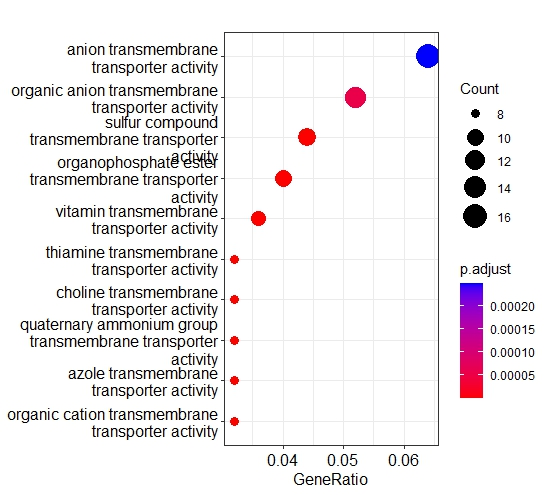 anion transmembrane
transporter activity
organic anion transmembrane
transporter activity
sulfur compound
transmembrane transporter
activity
organophosphate ester
transmembrane transporter
activity
vitamin transmembrane
transporter activity
thiamine transmembrane
transporter activity
choline transmembrane
transporter activity
quaternary ammonium group
transmembrane transporter
activity
azole transmembrane
transporter activity
organic cation transmembrane
transporter activity
0.04 0.05 0.06
GeneRatio
Count
8
10
12
14
16
p.adjust
0.00020
0.00015
0.00010
0.00005